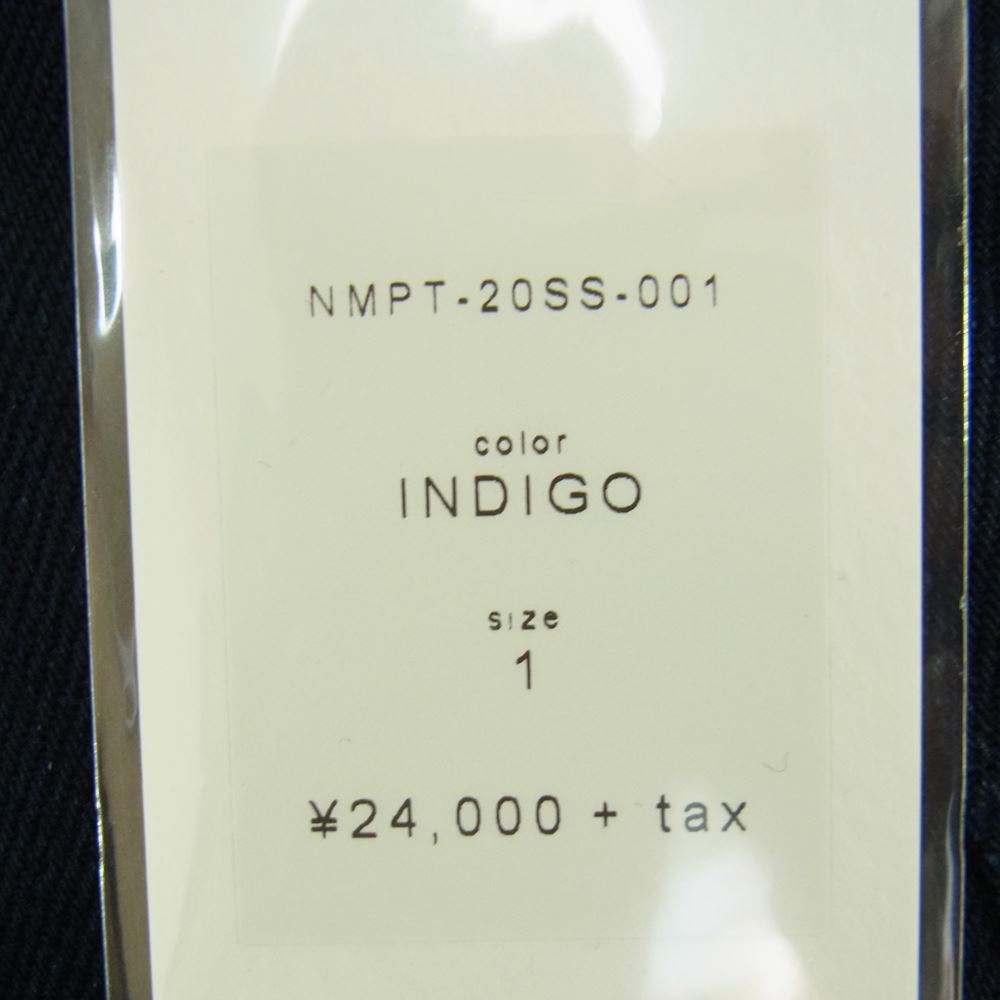 NMPT-20SS-001
color
INDIGO
size
1
¥24,000 + tax